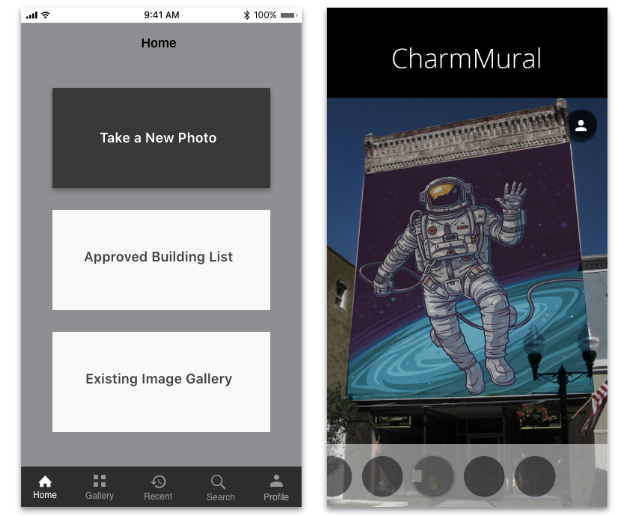 9:41 AM
100%
Home
Take a New Photo
Approved Building List
Existing Image Gallery
Home
Gallery
Recent
Search
Profile
CharmMural